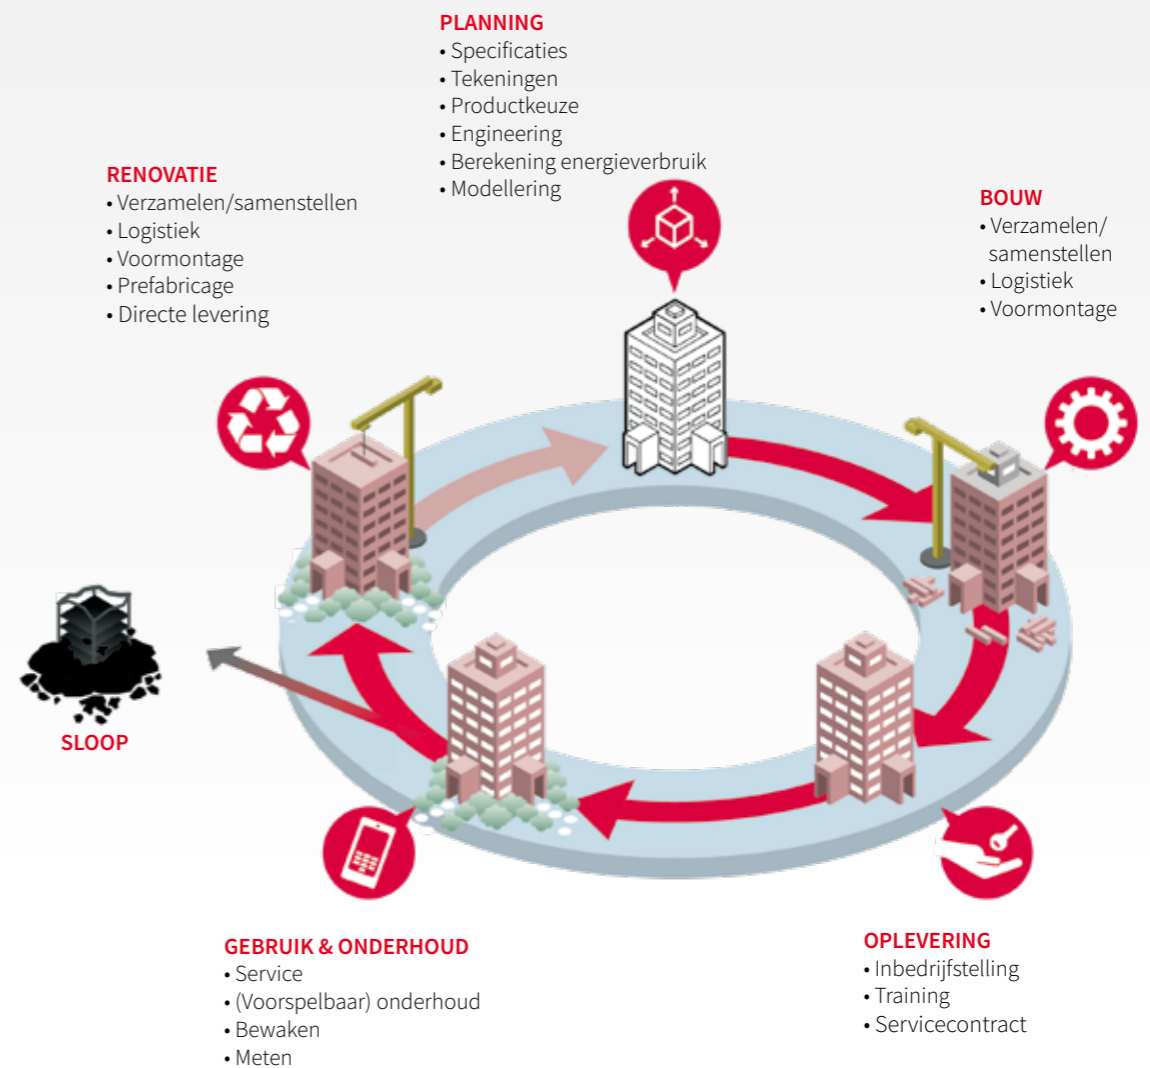 PLANNING
• Specificaties
• Tekeningen
• Productkeuze
• Engineering
• Berekening energieverbruik
• Modellering
RENOVATIE
• Verzamelen/samenstellen
• Logistiek
• Voormontage
• Prefabricage
• Directe levering
BOUW
• Verzamelen/
samenstellen
• Logistiek
• Voormontage
SLOOP
GEBRUIK & ONDERHOUD
• Service
• (Voorspelbaar) onderhoud
• Bewaken
• Meten
OPLEVERING
• Inbedrijfstelling
• Training
• Servicecontract